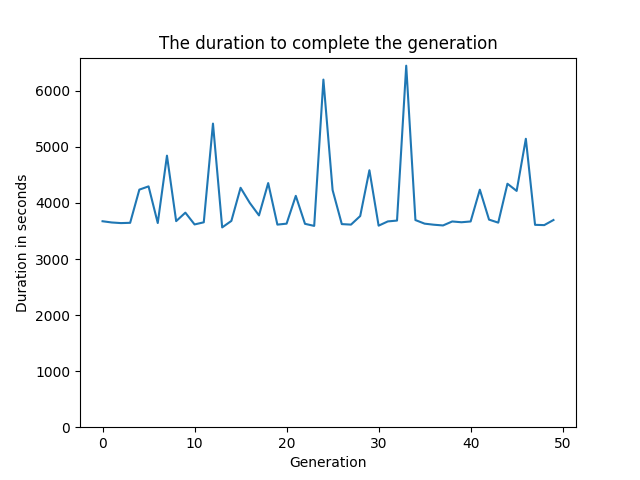 The duration to complete the generation
Duration in seconds
6000
5000
4000
3000
2000
1000
0
0 10 20 30 40 50
Generation